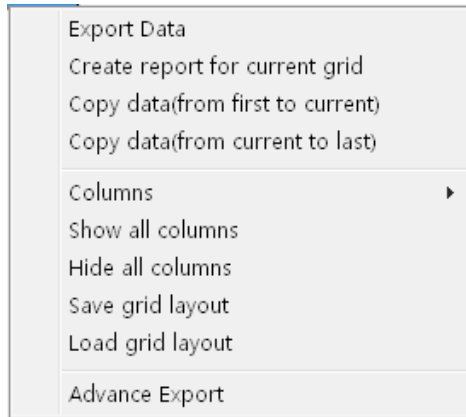 Export Data
Create report for current grid
Copy data(from first to current)
Copy data(from current to last)
Columns
Show all columns
Hide all columns
Save grid layout
Load grid layout
Advance Export